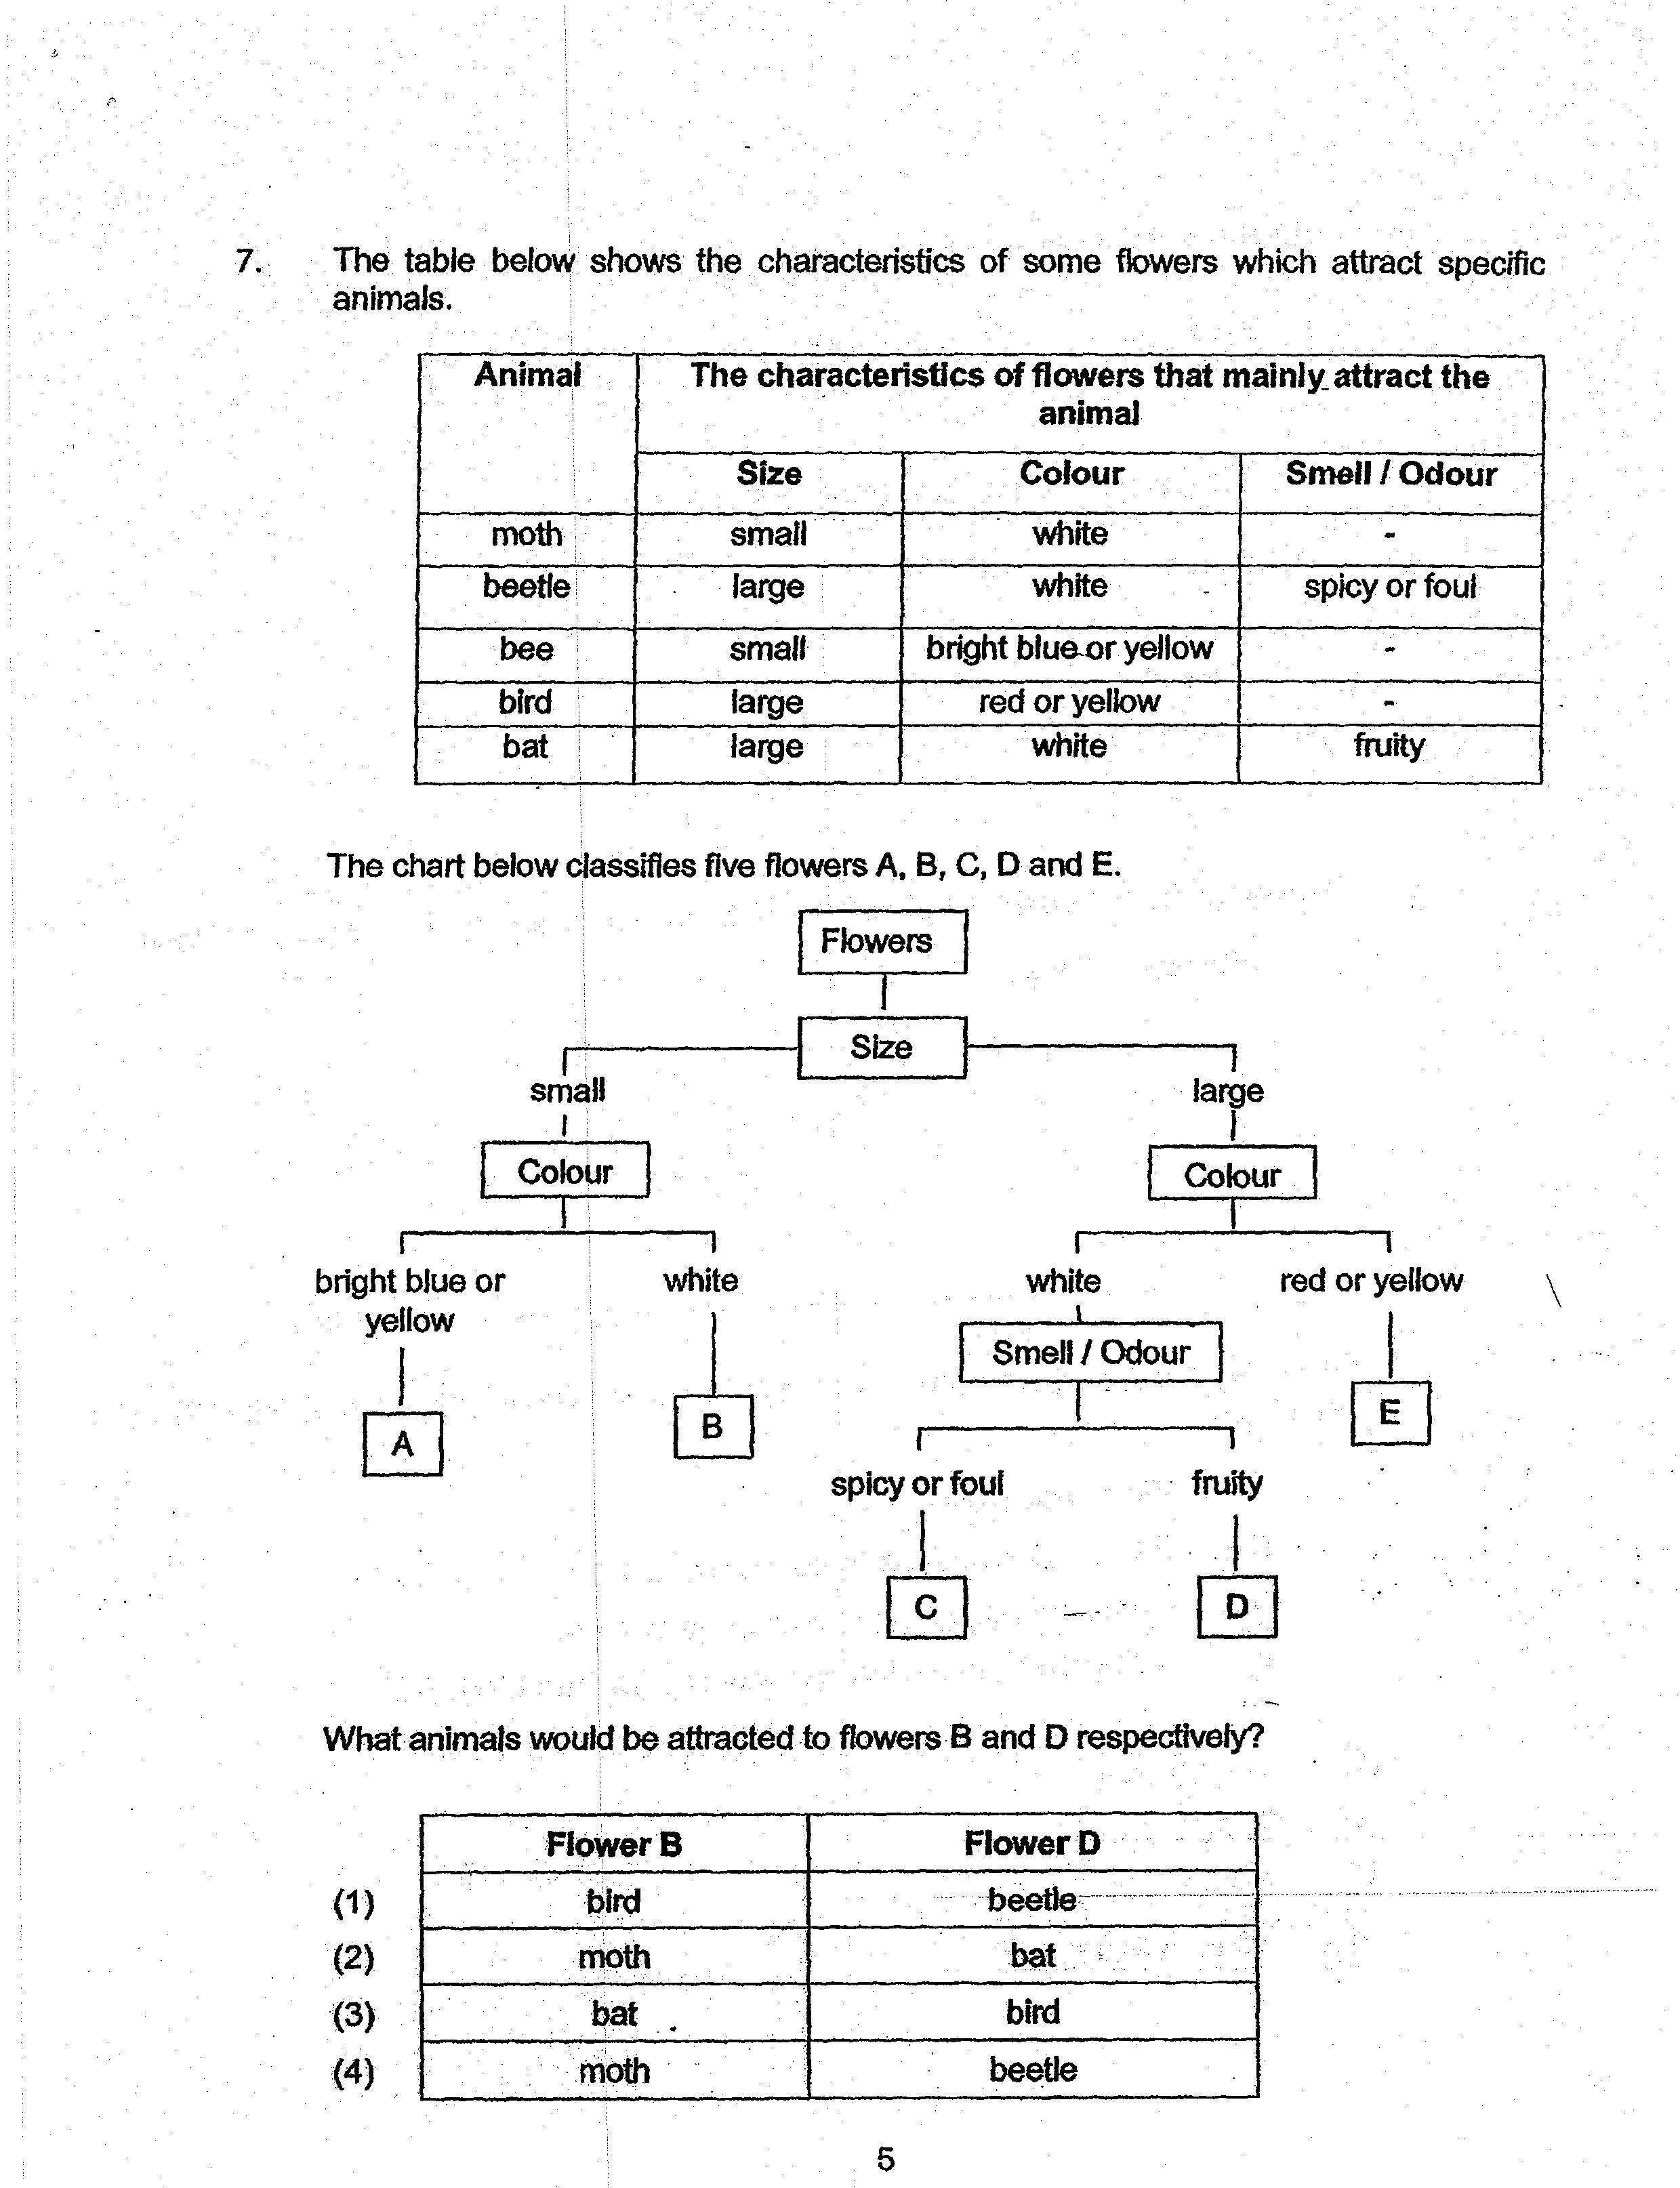 7. The table below shows the characteristics of some flowers which attract specific
animals.
Animal The characteristics of flowers that mainly attract the
animal
Size Colour Smell / Odour
moth small white -
beetle large white spicy or foul
bee small bright blue or yellow -
bird large red or yellow -
bat large white fruity
The chart below classifies five flowers A, B, C, D and E.
Flowers
Size
small large
Colour Colour
bright blue or white white red or yellow
yellow
Smell / Odour
A B E
spicy or foul fruity
C D
What animals would be attracted to flowers B and D respectively?
Flower B Flower D
(1) bird beetle
(2) moth bat
(3) bat bird
(4) moth beetle
5